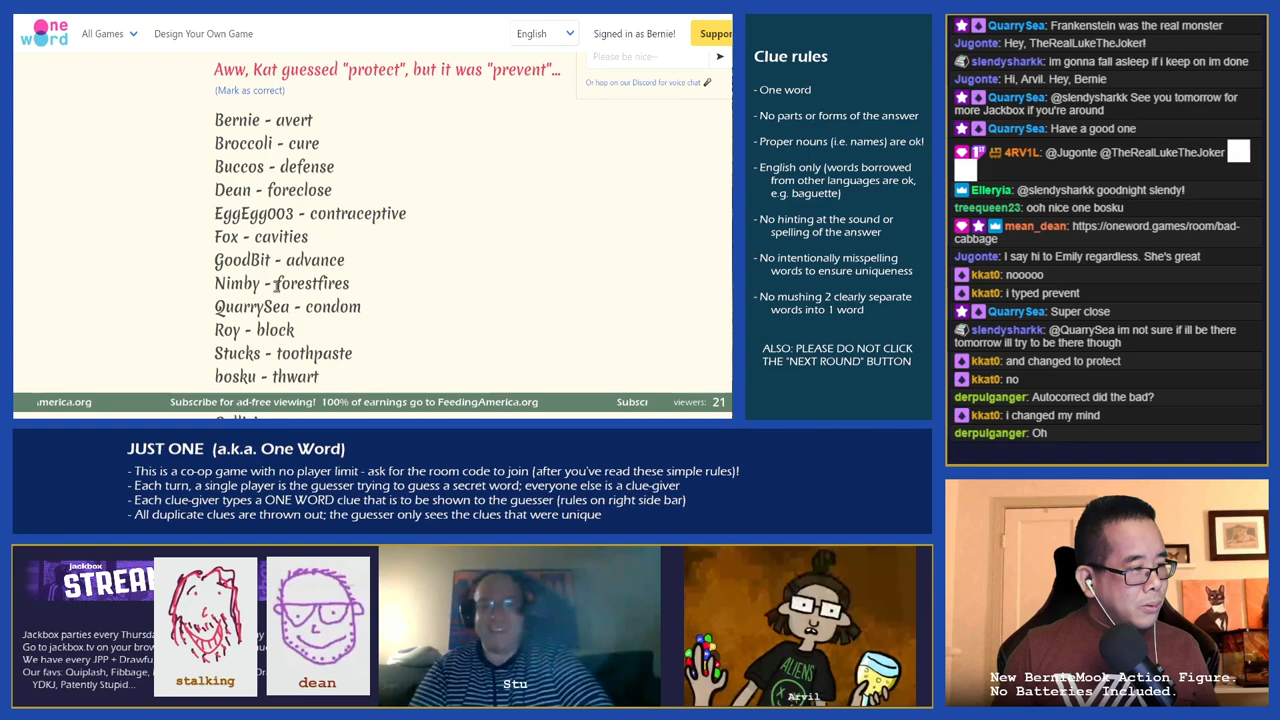 One
word
All Games
Design Your Own Game
English
Signed in as Bernie!
Suppor
Aww, Kat guessed "protect", but it was "prevent"...
(Mark as correct)
Please be nice~
Or hop on our Discord for voice chat
Bernie - avert
Broccoli - cure
Buccos - defense
Dean - foreclose
EggEgg003 - contraceptive
Fox - cavities
GoodBit - advance
Nimby - forestfires
QuarrySea - condom
Roy - block
Stucks - toothpaste
bosku - thwart
America.org
Subscribe for ad-free viewing! 100% of earnings go to FeedingAmerica.org
Subscr
viewers: 21
Clue rules
- One word
- No parts or forms of the answer
- Proper nouns (i.e. names) are ok!
- English only (words borrowed
from other languages are ok,
e.g. baguette)
- No hinting at the sound or
spelling of the answer
- No intentionally misspelling
words to ensure uniqueness
- No mushing 2 clearly separate
words into 1 word
ALSO: PLEASE DO NOT CLICK
THE "NEXT ROUND" BUTTON
QuarrySea: Frankenstein was the real monster
Jugonte: Hey, TheRealLukeTheJoker!
slendysharkk: im gonna fall asleep if i keep on im done
Jugonte: Hi, Arvil. Hey, Bernie
QuarrySea: @slendysharkk See you tomorrow for
more Jackbox if you're around
QuarrySea: Have a good one
4RV1L: @Jugonte @TheRealLukeTheJoker
Elleryia: @slendysharkk goodnight slendy!
treequeen23: ooh nice one bosku
mean_dean: https://oneword.games/room/bad-
cabbage
Jugonte: I say hi to Emily regardless. She's great
kkat0: nooooo
kkat0: i typed prevent
QuarrySea: Super close
slendysharkk: @QuarrySea im not sure if ill be there
tomorrow ill try to be there though
kkat0: and changed to protect
kkat0: no
derpulganger: Autocorrect did the bad?
kkat0: i changed my mind
derpulganger: Oh
JUST ONE (a.k.a. One Word)
- This is a co-op game with no player limit - ask for the room code to join (after you've read these simple rules)!
- Each turn, a single player is the guesser trying to guess a secret word; everyone else is a clue-giver
- Each clue-giver types a ONE WORD clue that is to be shown to the guesser (rules on right side bar)
- All duplicate clues are thrown out; the guesser only sees the clues that were unique
jackbox
STREA
Jackbox parties every Thursda
Go to jackbox.tv on your brow
We have every JPP + Drawfu
Our favs: Quiplash, Fibbage,
YDKJ, Patently Stupid...
stalking
dean
Stu
ALIENS
Arvil
New BernieMook Action Figure.
No Batteries Included.